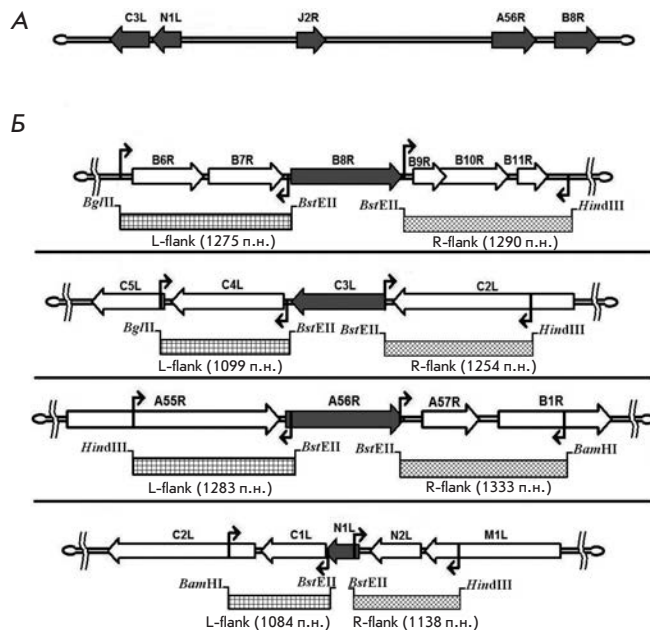 А
C3L N1L J2R A56R B8R
Б
B6R B7R B8R B9R B10R B11R
BglII BstEII BstEII HindIII
L-flank (1275 п.н.) R-flank (1290 п.н.)
C5L C4L C3L C2L
BglII BstEII BstEII HindIII
L-flank (1099 п.н.) R-flank (1254 п.н.)
A55R A56R A57R B1R
HindIII BstEII BstEII BamHI
L-flank (1283 п.н.) R-flank (1333 п.н.)
C2L C1L N1L N2L M1L
BamHI BstEII BstEII HindIII
L-flank (1084 п.н.) R-flank (1138 п.н.)